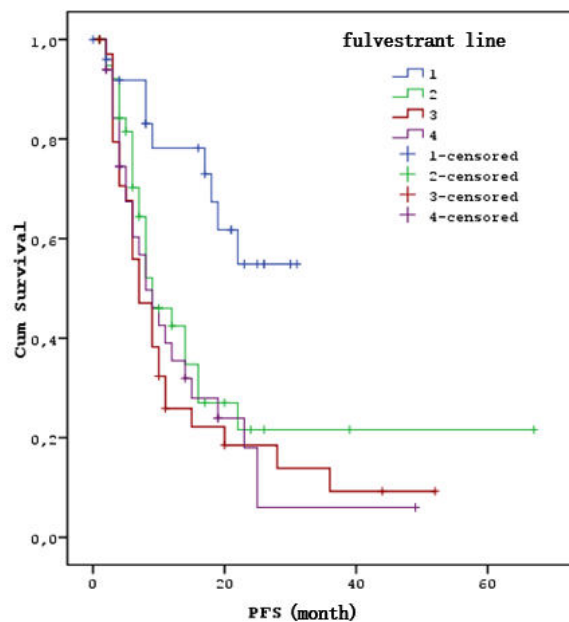 fulvestrant line
1
2
3
4
1-censored
2-censored
3-censored
4-censored
Cum Survival
1,0
0,8
0,6
0,4
0,2
0,0
0 20 40 60
PFS (month)